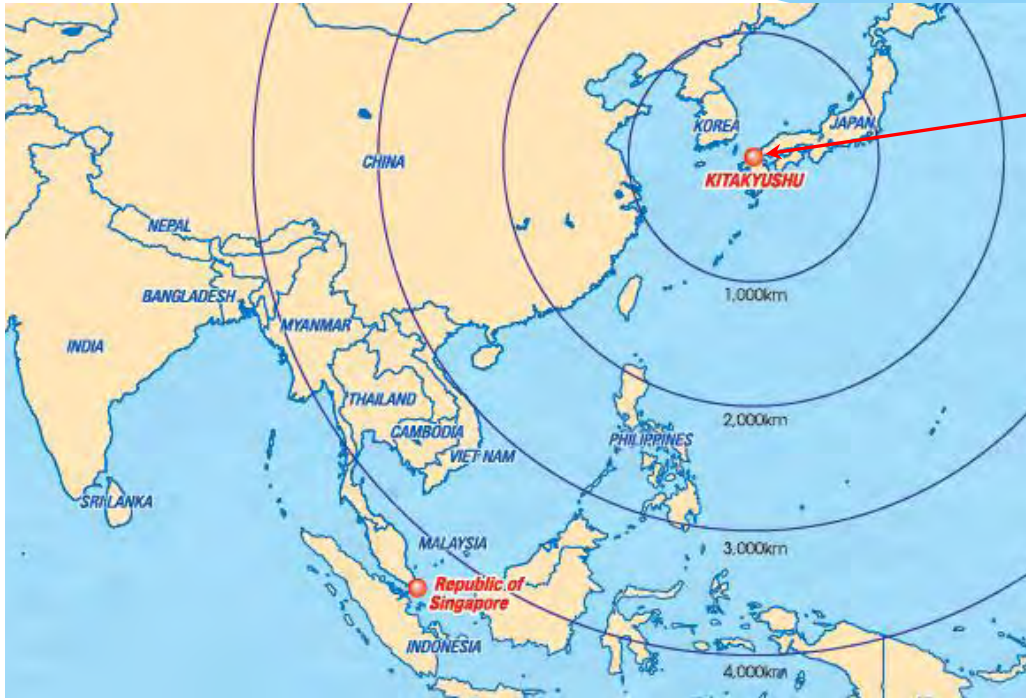 KOREA
JAPAN
CHINA
KITAKYUSHU
NEPAL
BANGLADESH
1,000km
MYANMAR
INDIA
THAILAND
2,000km
CAMBODIA
PHILIPPINES
VIET NAM
SRI LANKA
MALAYSIA
3,000km
Republic of
Singapore
INDONESIA
4,000km